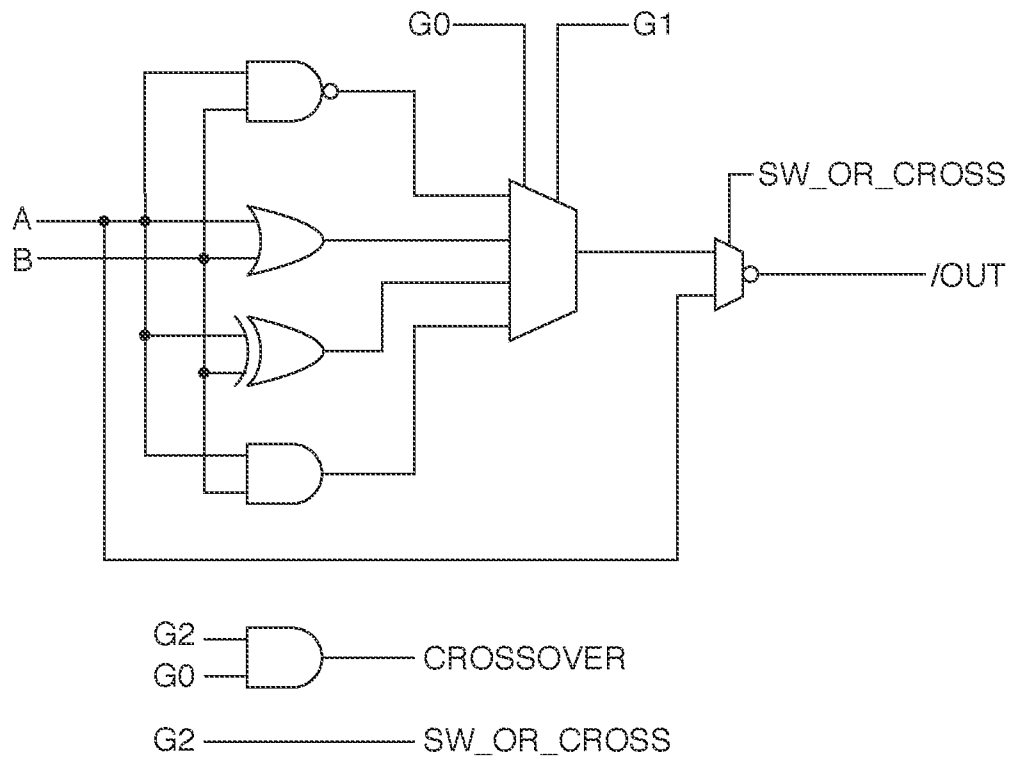 G0 G1
SW_OR_CROSS
A
B
/OUT
G2
G0
CROSSOVER
G2 SW_OR_CROSS